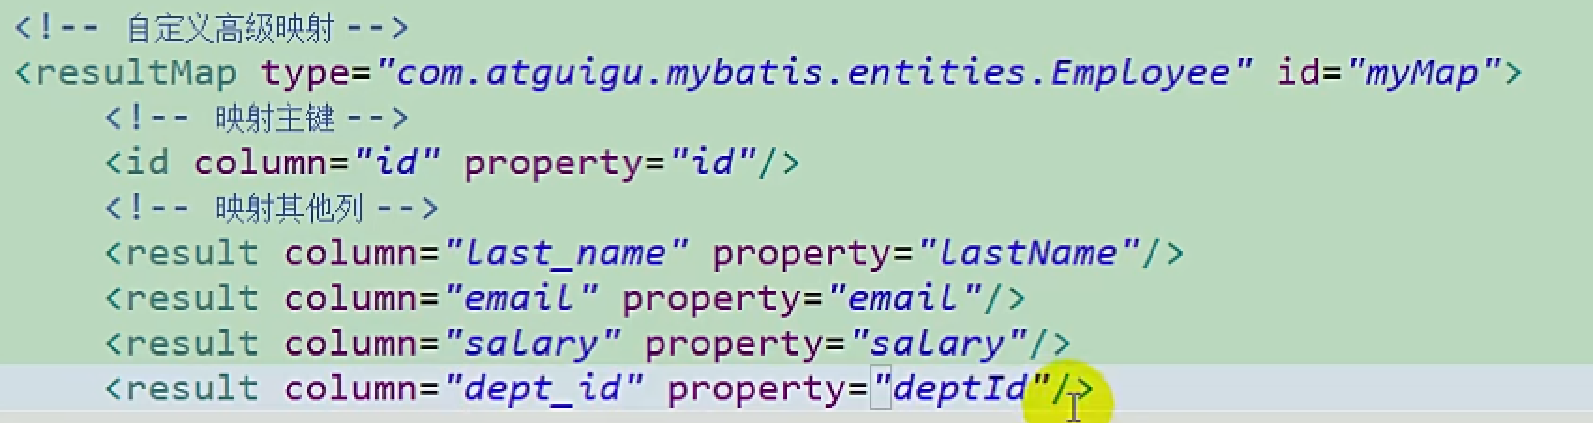 <!-- 自定义高级映射 -->
<resultMap type="com.atguigu.mybatis.entities.Employee" id="myMap">
<!-- 映射主键 -->
<id column="id" property="id"/>
<!-- 映射其他列 -->
<result column="last_name" property="lastName"/>
<result column="email" property="email"/>
<result column="salary" property="salary"/>
<result column="dept_id" property="deptId"/>